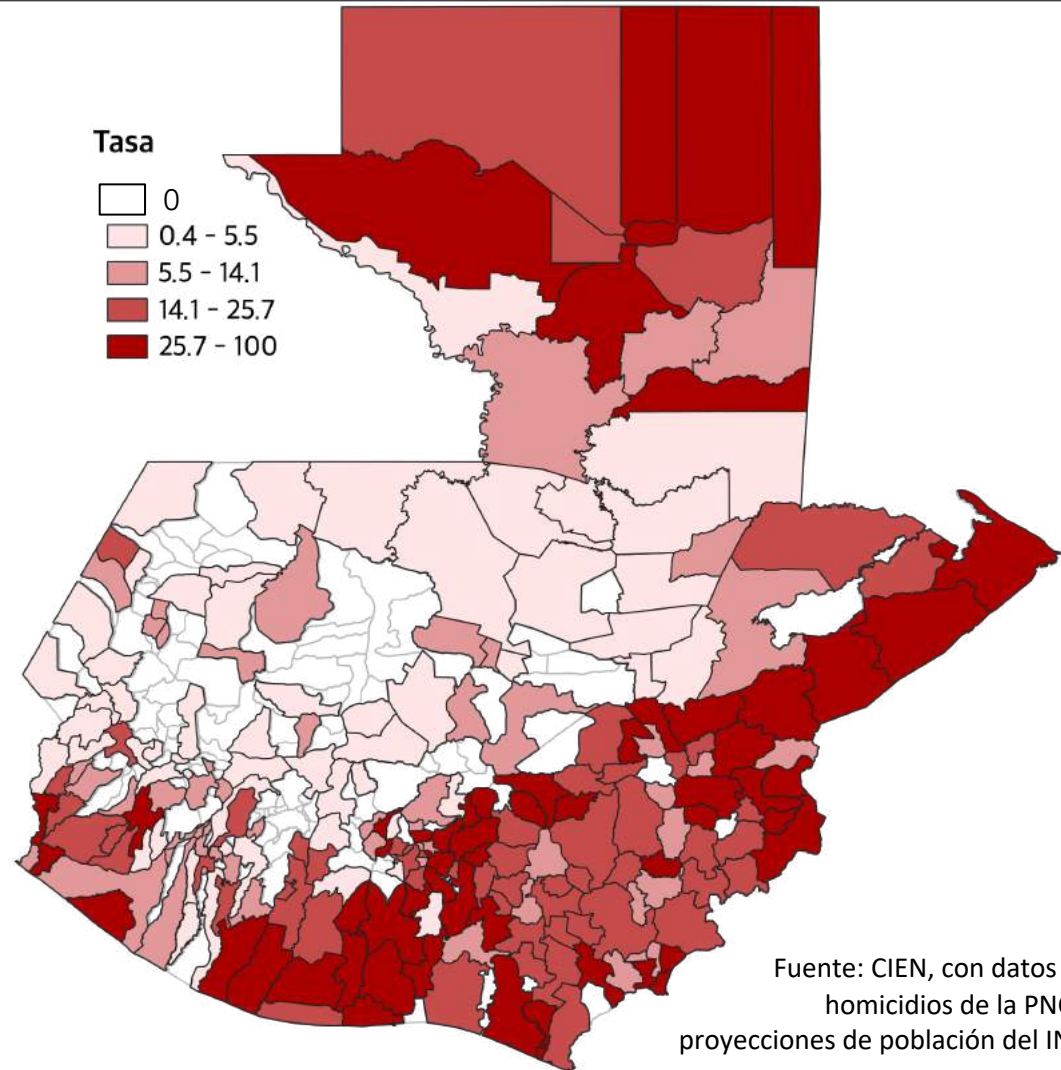 Tasa
0
0.4 - 5.5
5.5 - 14.1
14.1 - 25.7
25.7 - 100
Fuente: CIEN, con datos
homicidios de la
proyecciones de población del